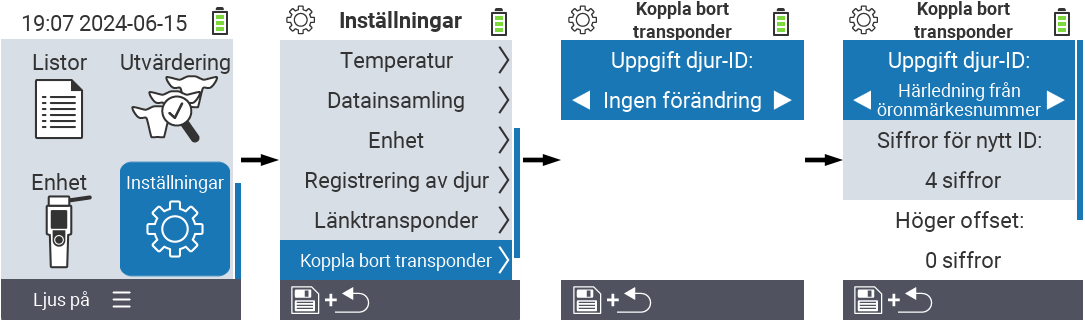 19:07 2024-06-15
Listor
Utvärdering
Enhet
Inställningar
Ljus på
Inställningar
Temperatur
Datainsamling
Enhet
Registrering av djur
Länktransponder
Koppla bort transponder
+
Koppla bort
transponder
Uppgift djur-ID:
Ingen förändring
+
Koppla bort
transponder
Uppgift djur-ID:
Härledning från
öronmärkesnummer
Siffror för nytt ID:
4 siffror
Höger offset:
0 siffror
+